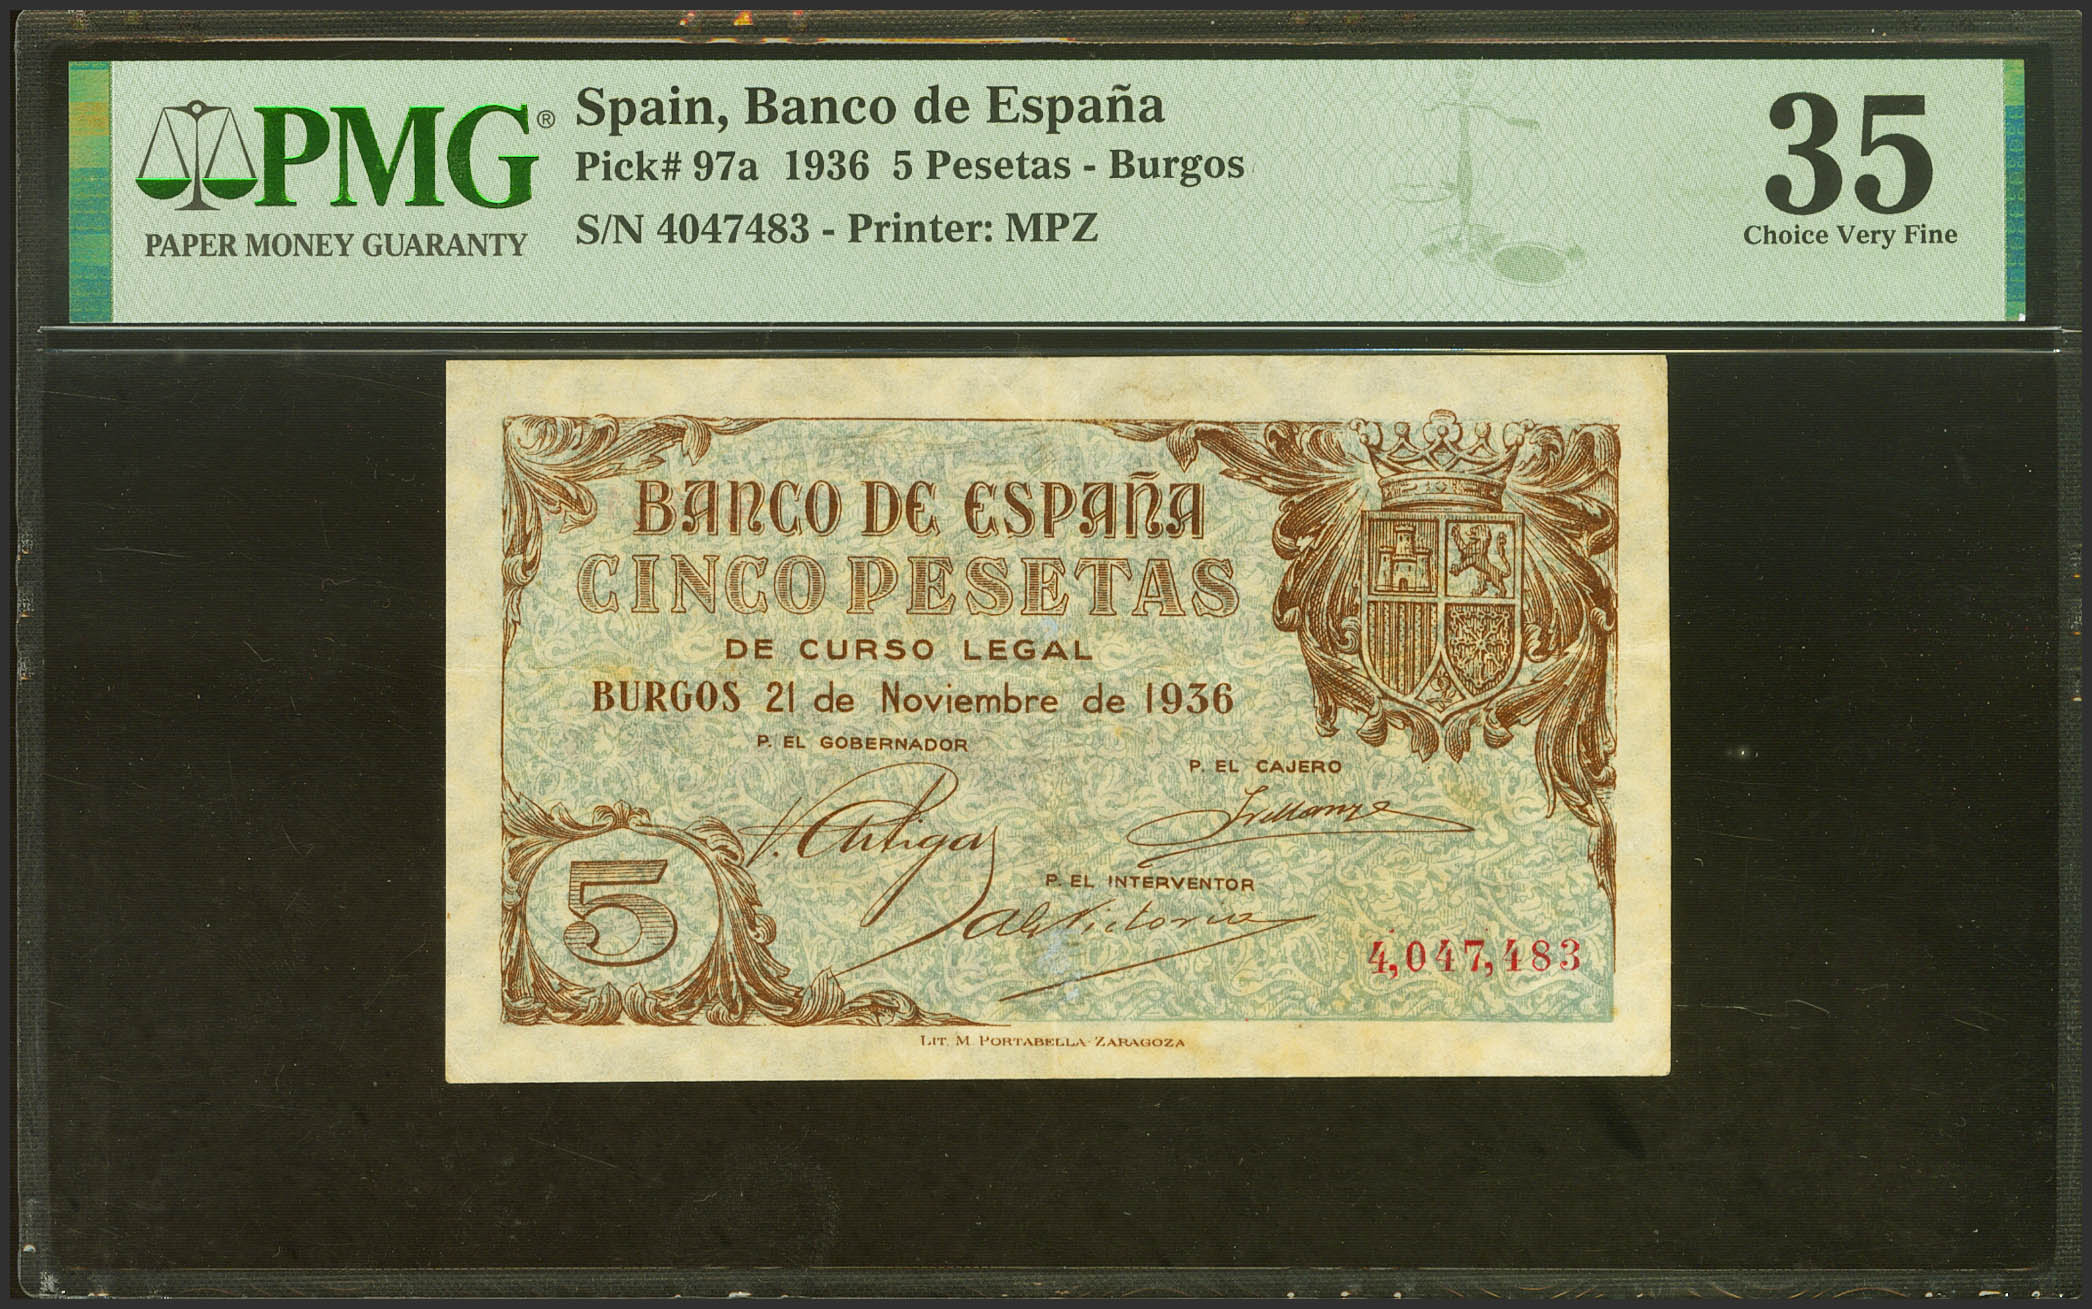 PMG®
PAPER MONEY GUARANTY
Spain, Banco de España
Pick# 97a 1936 5 Pesetas - Burgos
S/N 4047483 - Printer: MPZ
35
Choice Very Fine
BANCO DE ESPAÑA
CINCO PESETAS
DE CURSO LEGAL
BURGOS 21 de Noviembre de 1936
P. EL GOBERNADOR
P. EL CAJERO
V. Artigas
P. EL INTERVENTOR
5
4,047,483
LIT. M. PORTABELLA-ZARAGOZA